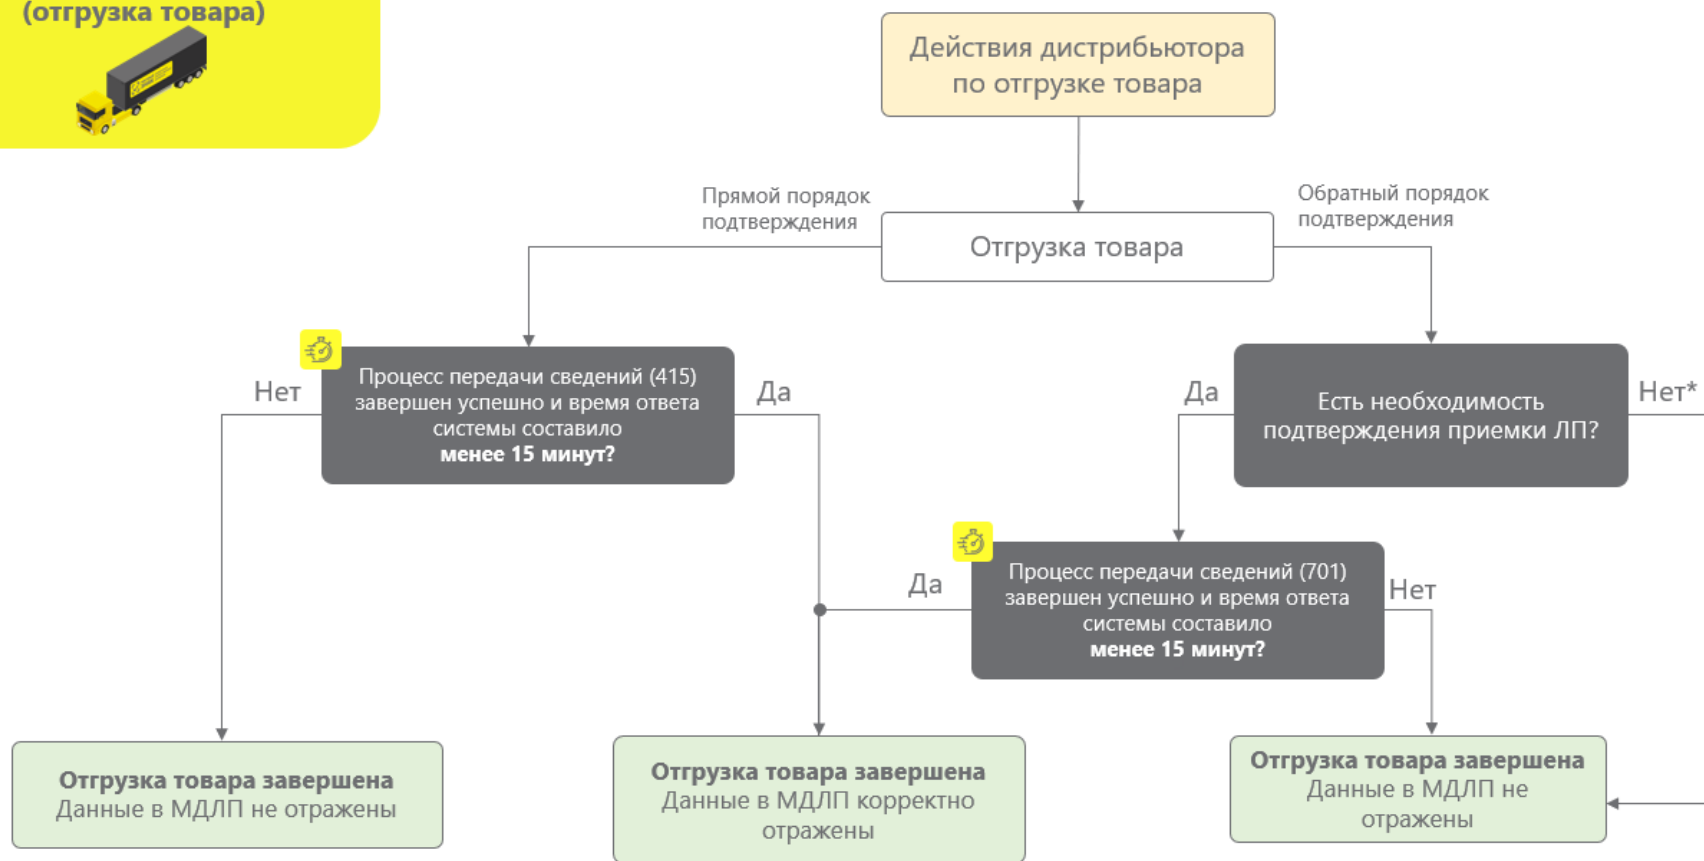 (отгрузка товара)
Действия дистрибьютора
по отгрузке товара
Прямой порядок
подтверждения
Обратный порядок
подтверждения
Отгрузка товара
Нет
Процесс передачи сведений (415)
завершен успешно и время ответа
системы составило
менее 15 минут?
Да
Да
Есть необходимость
подтверждения приемки ЛП?
Нет*
Да
Процесс передачи сведений (701)
завершен успешно и время ответа
системы составило
менее 15 минут?
Нет
Отгрузка товара завершена
Данные в МДЛП не отражены
Отгрузка товара завершена
Данные в МДЛП корректно
отражены
Отгрузка товара завершена
Данные в МДЛП не
отражены